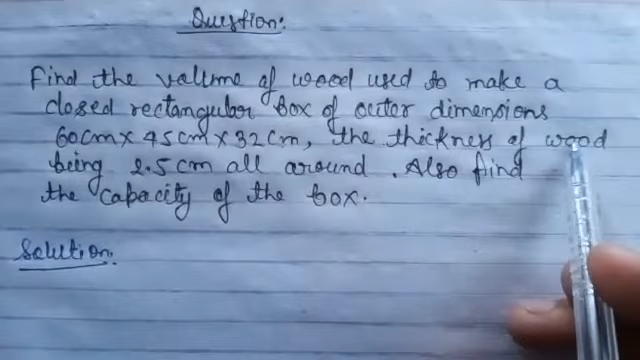 Question:
Find the volume of wood used to make a
closed rectangular box of outer dimensions
60cm x 45cm x 32cm, the thickness of wood
being 2.5cm all around. Also find
the capacity of the box.
Solution: